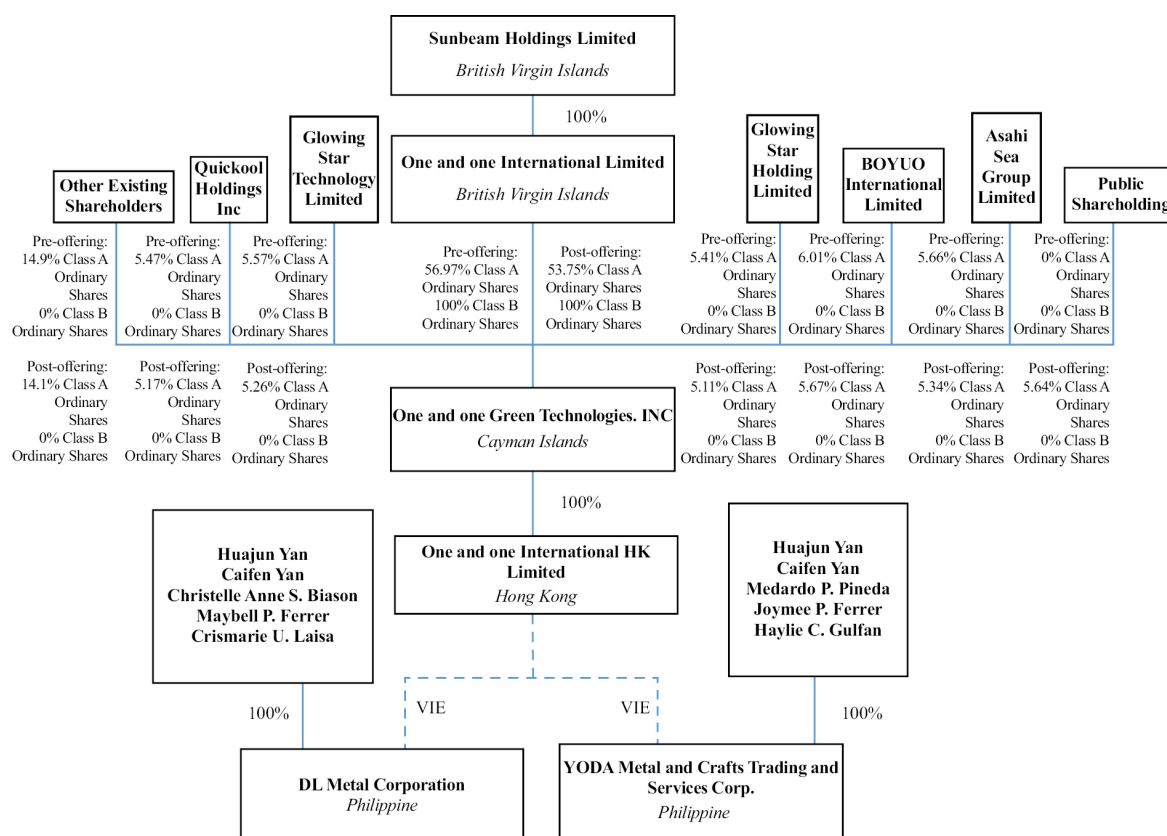 Sunbeam Holdings Limited
British Virgin Islands
100%
Other Existing
Shareholders
Quickool
Holdings
Inc
Glowing
Star
Technology
Limited
One and one International Limited
British Virgin Islands
Glowing
Star
Holding
Limited
BOYUO
International
Limited
Asahi
Sea
Group
Limited
Public
Shareholding
Pre-offering:
14.9% Class A
Ordinary
Shares
0% Class B
Ordinary Shares
Pre-offering:
5.47% Class A
Ordinary
Shares
0% Class B
Ordinary Shares
Pre-offering:
5.57% Class A
Ordinary
Shares
0% Class B
Ordinary Shares
Pre-offering:
56.97% Class A
Ordinary Shares
100% Class B
Ordinary Shares
Post-offering:
53.75% Class A
Ordinary Shares
100% Class B
Ordinary Shares
Pre-offering:
5.41% Class A
Ordinary
Shares
0% Class B
Ordinary Shares
Pre-offering:
6.01% Class A
Ordinary
Shares
0% Class B
Ordinary Shares
Pre-offering:
5.66% Class A
Ordinary
Shares
0% Class B
Ordinary Shares
Pre-offering:
0% Class A
Ordinary
Shares
0% Class B
Ordinary Shares
Post-offering:
14.1% Class A
Ordinary
Shares
0% Class B
Ordinary Shares
Post-offering:
5.17% Class A
Ordinary
Shares
0% Class B
Ordinary Shares
Post-offering:
5.26% Class A
Ordinary
Shares
0% Class B
Ordinary Shares
One and one Green Technologies. INC
Cayman Islands
Post-offering:
5.11% Class A
Ordinary
Shares
0% Class B
Ordinary Shares
Post-offering:
5.67% Class A
Ordinary
Shares
0% Class B
Ordinary Shares
Post-offering:
5.34% Class A
Ordinary
Shares
0% Class B
Ordinary Shares
Post-offering:
5.64% Class A
Ordinary
Shares
0% Class B
Ordinary Shares
100%
Huajun Yan
Caifen Yan
Christelle Anne S. Biason
Maybell P. Ferrer
Crismarie U. Laisa
One and one International HK
Limited
Hong Kong
Huajun Yan
Caifen Yan
Medardo P. Pineda
Joymee P. Ferrer
Haylie C. Gulfan
100%
VIE
VIE
100%
DL Metal Corporation
Philippine
YODA Metal and Crafts Trading and
Services Corp.
Philippine